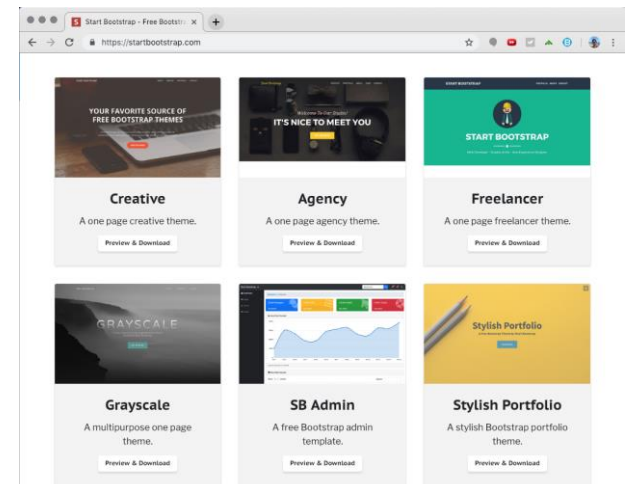 Start Bootstrap - Free Bootstr
https://startbootstrap.com
YOUR FAVORITE SOURCE OF
FREE BOOTSTRAP THEMES
IT'S NICE TO MEET YOU
START BOOTSTRAP
Creative
Agency
Freelancer
A one page creative theme.
A one page agency theme.
A one page freelancer theme.
Preview & Download
Preview & Download
Preview & Download
GRAYSCALE
Stylish Portfolio
Grayscale
SB Admin
Stylish Portfolio
A multipurpose one page
theme.
A free Bootstrap admin
template.
A stylish Bootstrap portfolio
theme.
Preview & Download
Preview & Download
Preview & Download